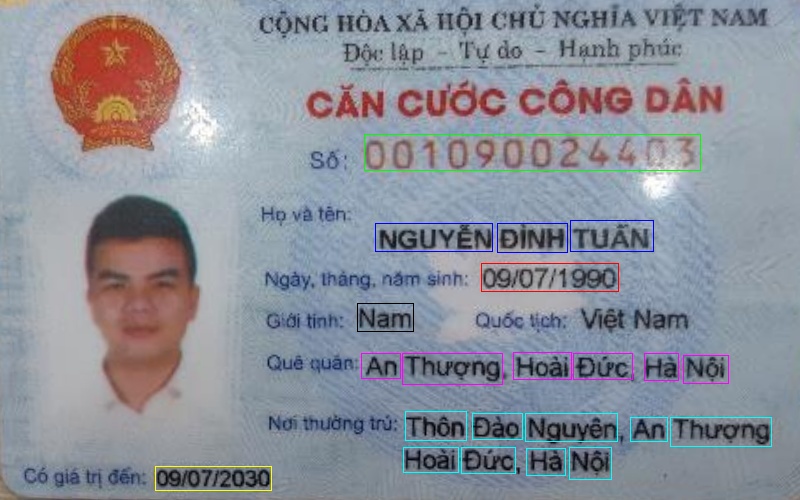 CỘNG HÒA XÃ HỘI CHỦ NGHĨA VIỆT NAM
Độc lập - Tự do - Hạnh phúc
CĂN CƯỚC CÔNG DÂN
Số: 001090024403
Họ và tên:
NGUYỄN ĐÌNH TUẤN
Ngày, tháng, năm sinh: 09/07/1990
Giới tính: Nam Quốc tịch: Việt Nam
Quê quán: An Thượng, Hoài Đức, Hà Nội
Nơi thường trú: Thôn Đào Nguyên, An Thượng
Hoài Đức, Hà Nội
Có giá trị đến: 09/07/2030